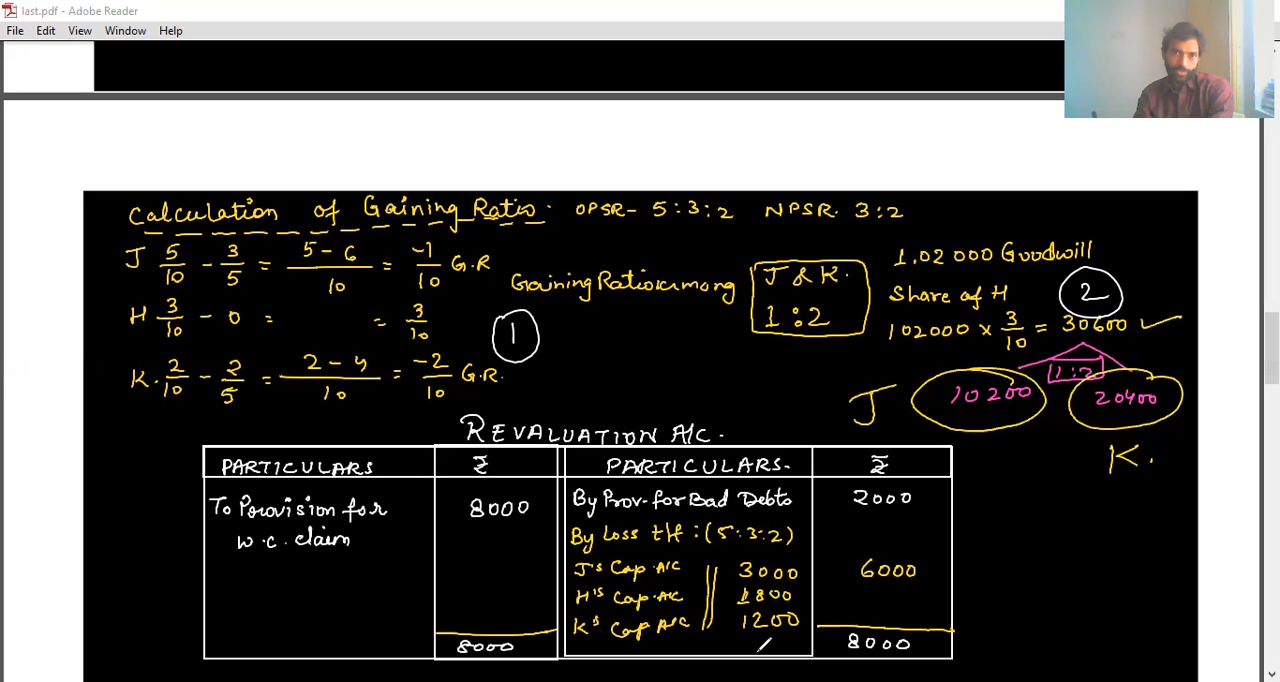 last.pdf - Adobe Reader
File Edit View Window Help
Calculation of Gaining Ratio. OPSR- 5:3:2 NPSR. 3:2
J 5/10 - 3/5 = 5-6/10 = -1/10 G.R
H 3/10 - 0 = = 3/10
K. 2/10 - 2/5 = 2-4/10 = -2/10 G.R.
1
Gaining Ratio among
J & K.
1:2
1.02000 Goodwill
Share of H
2
102000 × 3/10 = 30600
1:2
J 10200 20400
K.
REVALUATION A/C.
PARTICULARS ₹ PARTICULARS- ₹
To Provision for 8000 By Prov. for Bad Debts 2000
w.c. claim By Loss t/f : (5:3:2)
J's Cap. A/C 3000 6000
H's Cap. A/C 1800
K's Cap A/C 1200
8000 8000